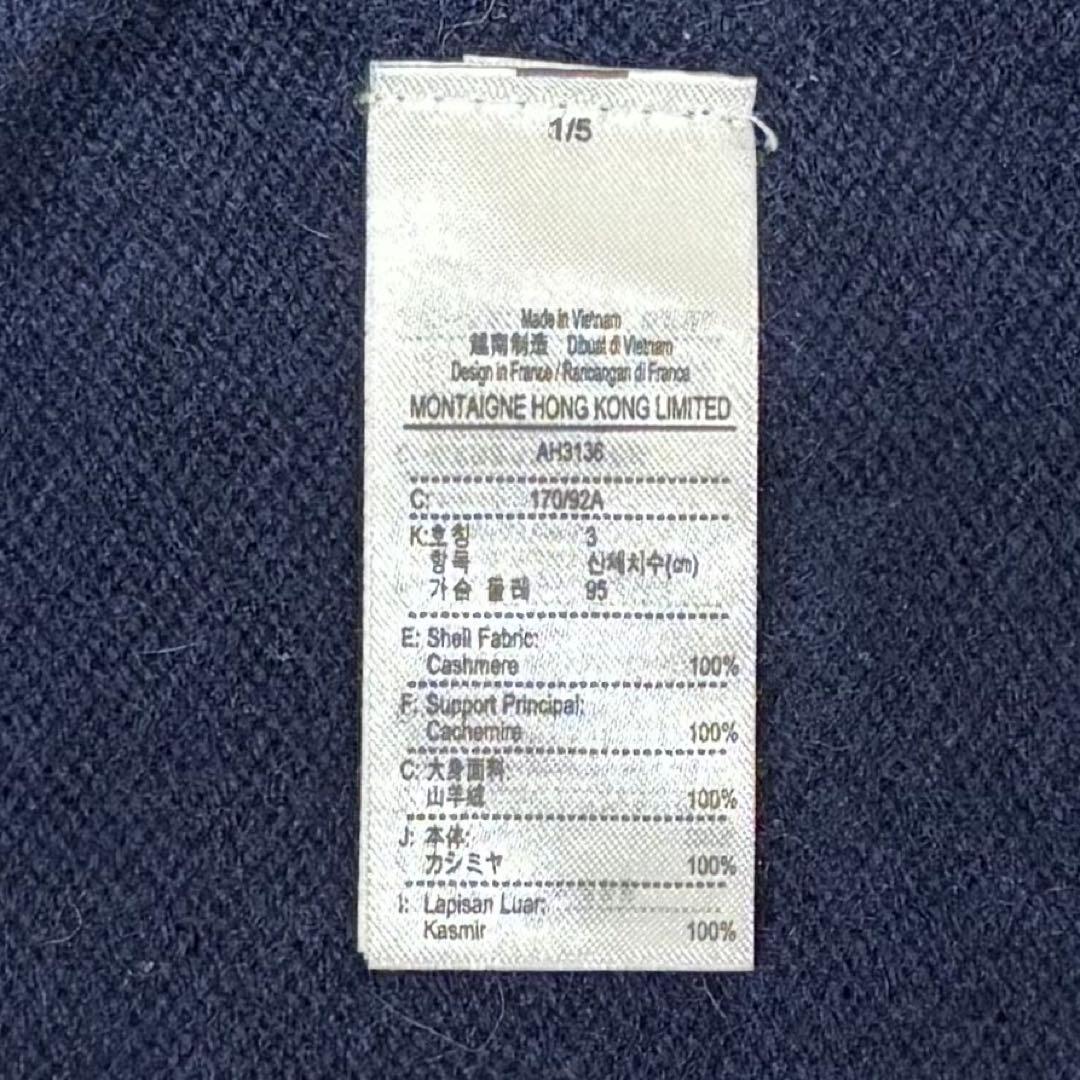 1/5
Made in Vietnam
越南制造 Dibuat di Vietnam
Design in France / Rancangan di Franca
MONTAIGNE HONG KONG LIMITED
AH3136
C: 170/92A
K:호칭 3
항목 신체치수(㎝)
가슴 둘레 95
E: Shell Fabric:
Cashmere 100%
F: Support Principal:
Cachemire 100%
C: 大身面料:
山羊绒 100%
J: 本体:
カシミヤ 100%
I: Lapisan Luar:
Kasmir 100%